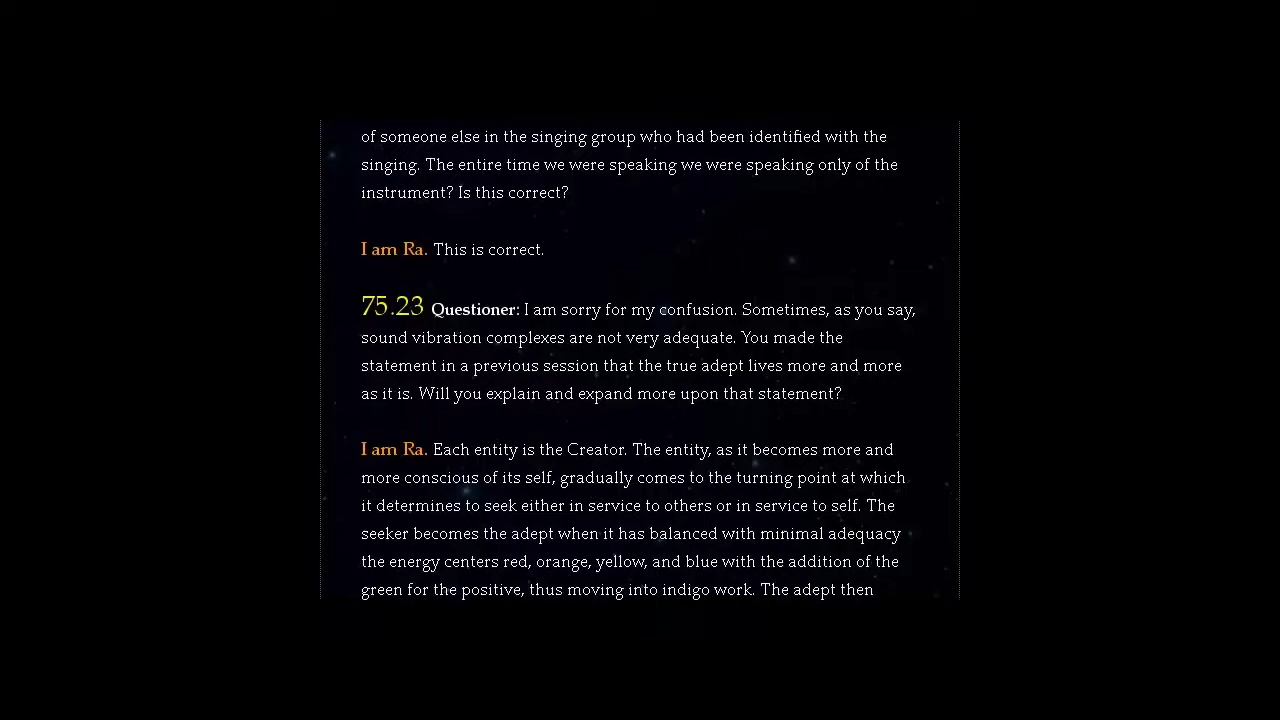 of someone else in the singing group who had been identified with the
singing. The entire time we were speaking we were speaking only of the
instrument? Is this correct?
I am Ra. This is correct.
75.23 Questioner: I am sorry for my confusion. Sometimes, as you say,
sound vibration complexes are not very adequate. You made the
statement in a previous session that the true adept lives more and more
as it is. Will you explain and expand more upon that statement?
I am Ra. Each entity is the Creator. The entity, as it becomes more and
more conscious of its self, gradually comes to the turning point at which
it determines to seek either in service to others or in service to self. The
seeker becomes the adept when it has balanced with minimal adequacy
the energy centers red, orange, yellow, and blue with the addition of the
green for the positive, thus moving into indigo work. The adept then